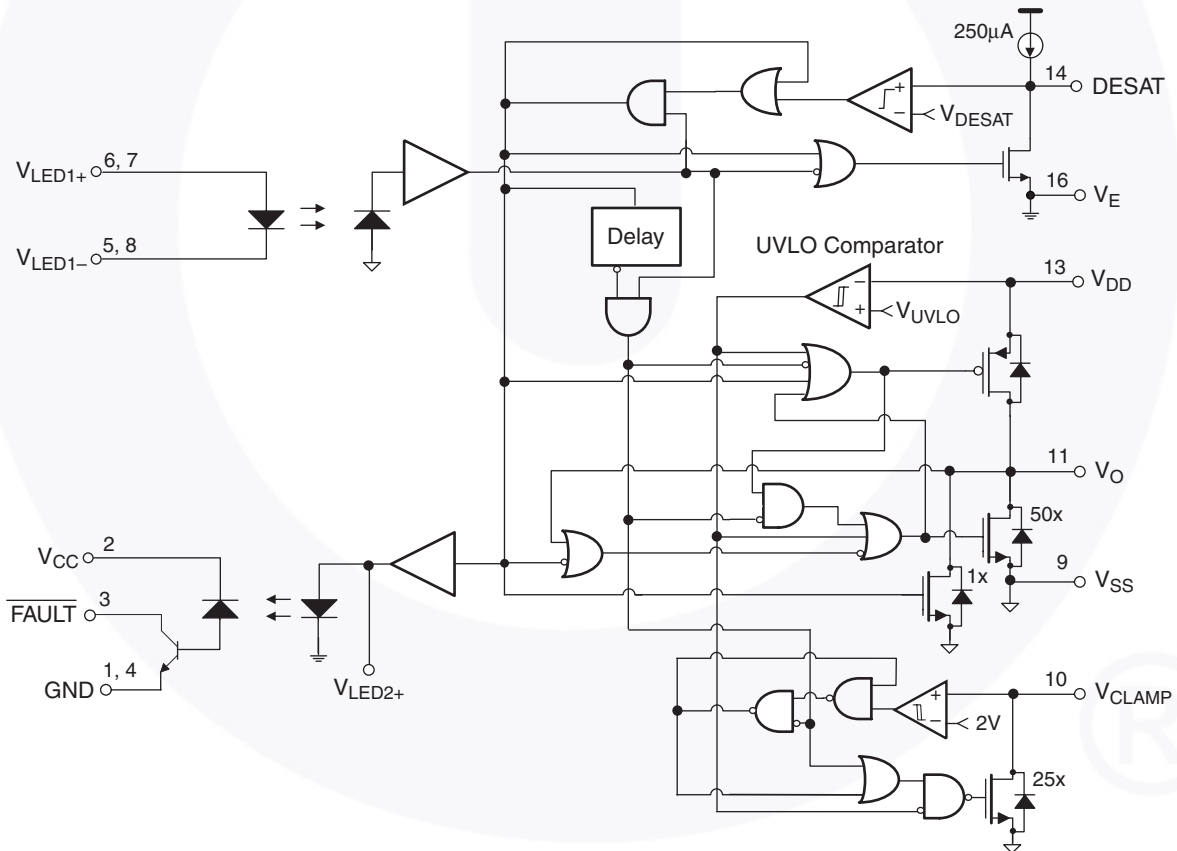 250µA
14 DESAT
+
−
VDESAT
VLED1+ 6, 7
16 VE
5, 8
VLED1–
Delay
UVLO Comparator
13 VDD
−
+
VUVLO
11 VO
50x
VCC 2
1x
9 VSS
FAULT 3
1, 4
GND
VLED2+
10 VCLAMP
+
−
2V
25x
®